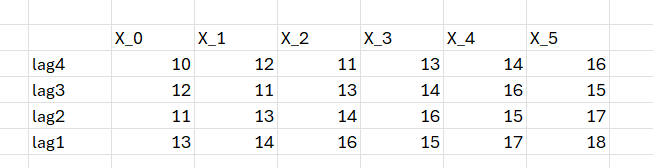 X_0 X_1 X_2 X_3 X_4 X_5
lag4 10 12 11 13 14 16
lag3 12 11 13 14 16 15
lag2 11 13 14 16 15 17
lag1 13 14 16 15 17 18